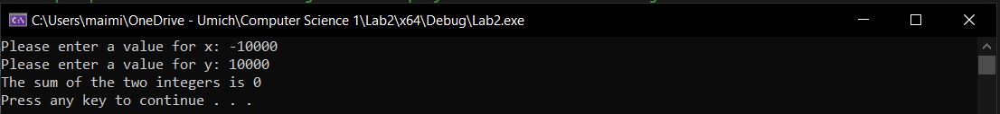 C:\Users\maimi\OneDrive - Umich\Computer Science 1\Lab2\x64\Debug\Lab2.exe
Please enter a value for x: -10000
Please enter a value for y: 10000
The sum of the two integers is 0
Press any key to continue . . .